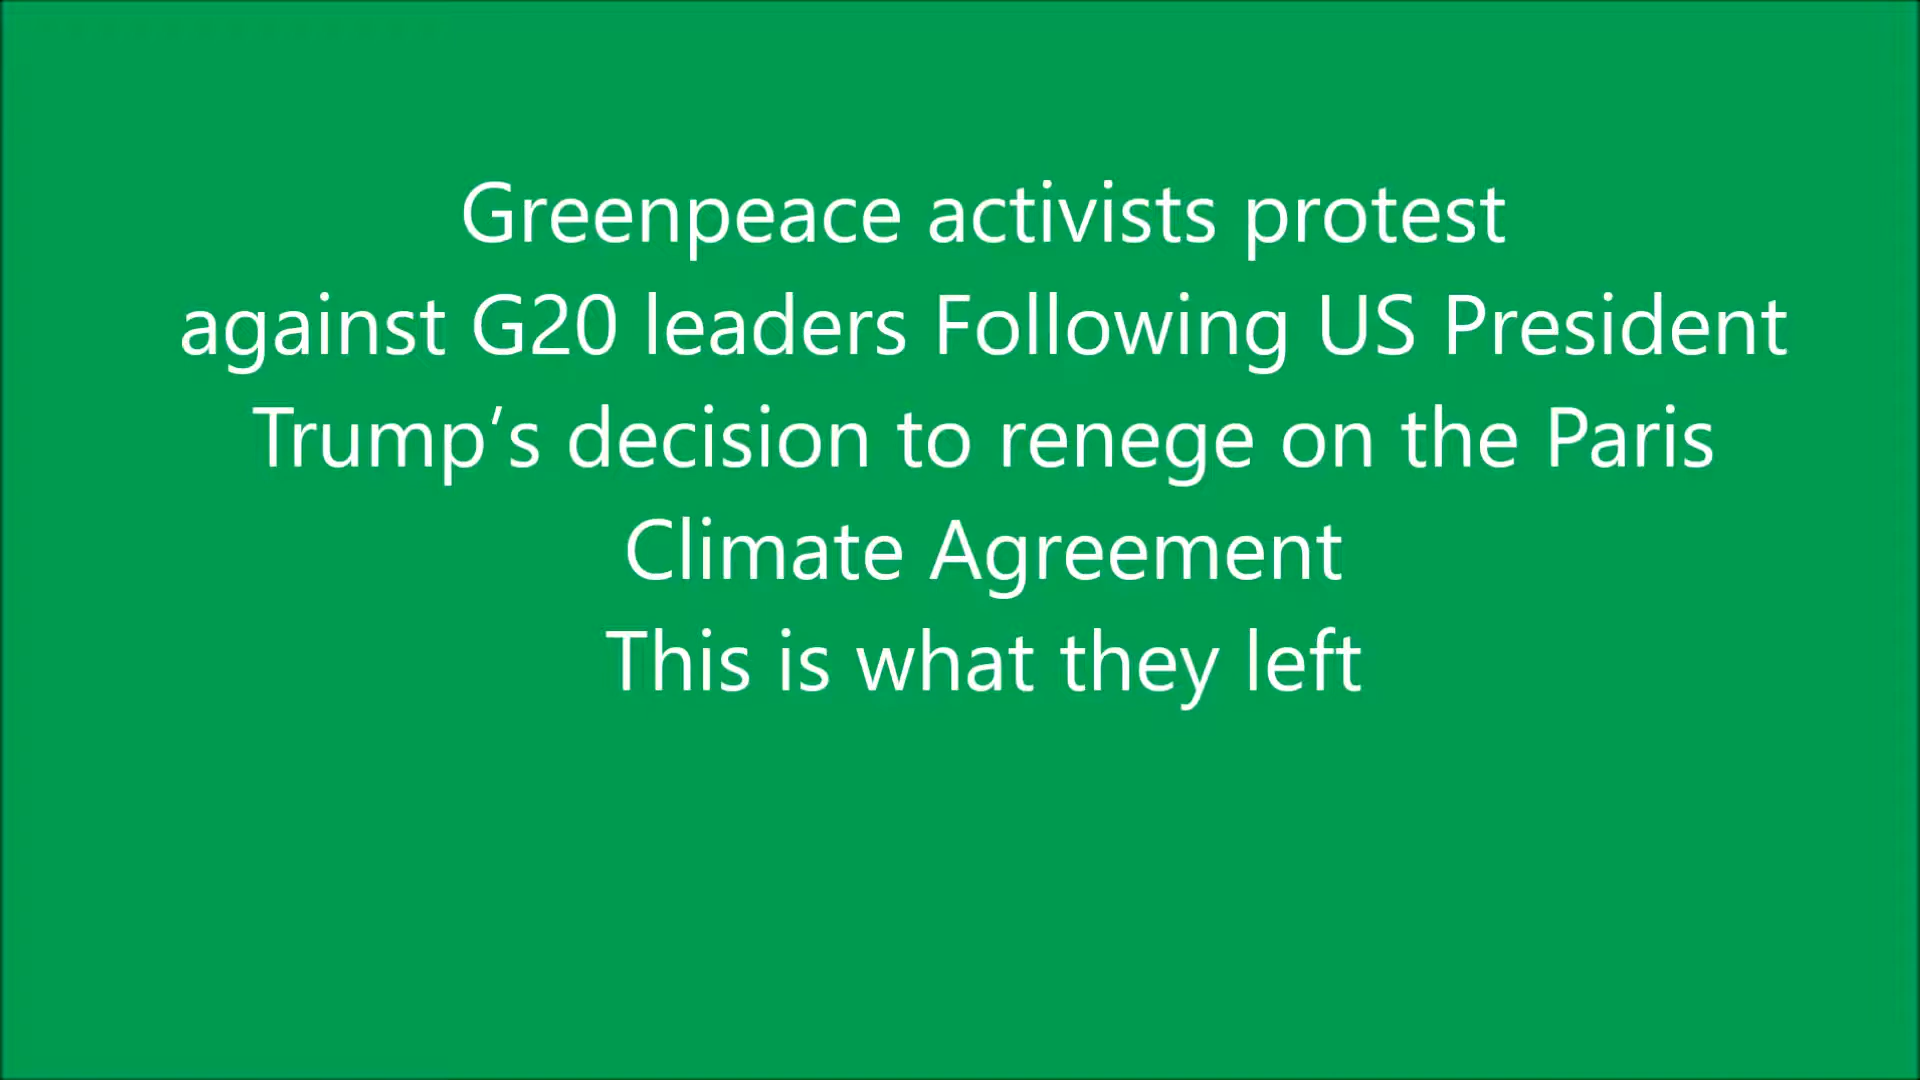 Greenpeace activists protest
against G20 leaders Following US President
Trump’s decision to renege on the Paris
Climate Agreement
This is what they left